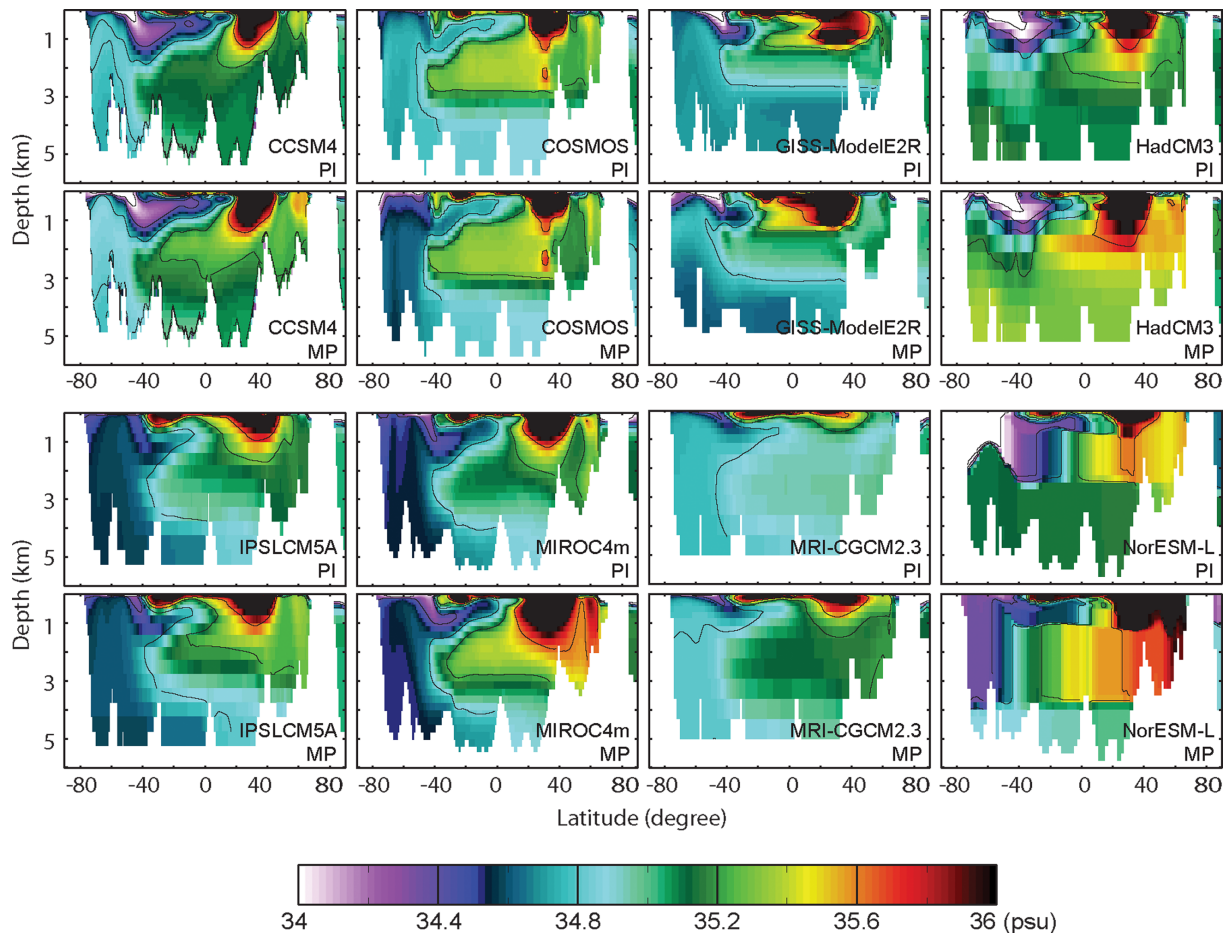 1
3
5
CCSM4
PI
COSMOS
PI
GISS-ModelE2R
PI
HadCM3
PI
Depth (km)
1
3
5
CCSM4
MP
COSMOS
MP
GISS-ModelE2R
MP
HadCM3
MP
-80 -40 0 40 80 -80 -40 0 40 80 -80 -40 0 40 80 -80 -40 0 40 80
1
3
5
IPSLCM5A
PI
MIROC4m
PI
MRI-CGCM2.3
PI
NorESM-L
PI
Depth (km)
1
3
5
IPSLCM5A
MP
MIROC4m
MP
MRI-CGCM2.3
MP
NorESM-L
MP
-80 -40 0 40 80 -80 -40 0 40 80 -80 -40 0 40 80 -80 -40 0 40 80
Latitude (degree)
34 34.4 34.8 35.2 35.6 36 (psu)